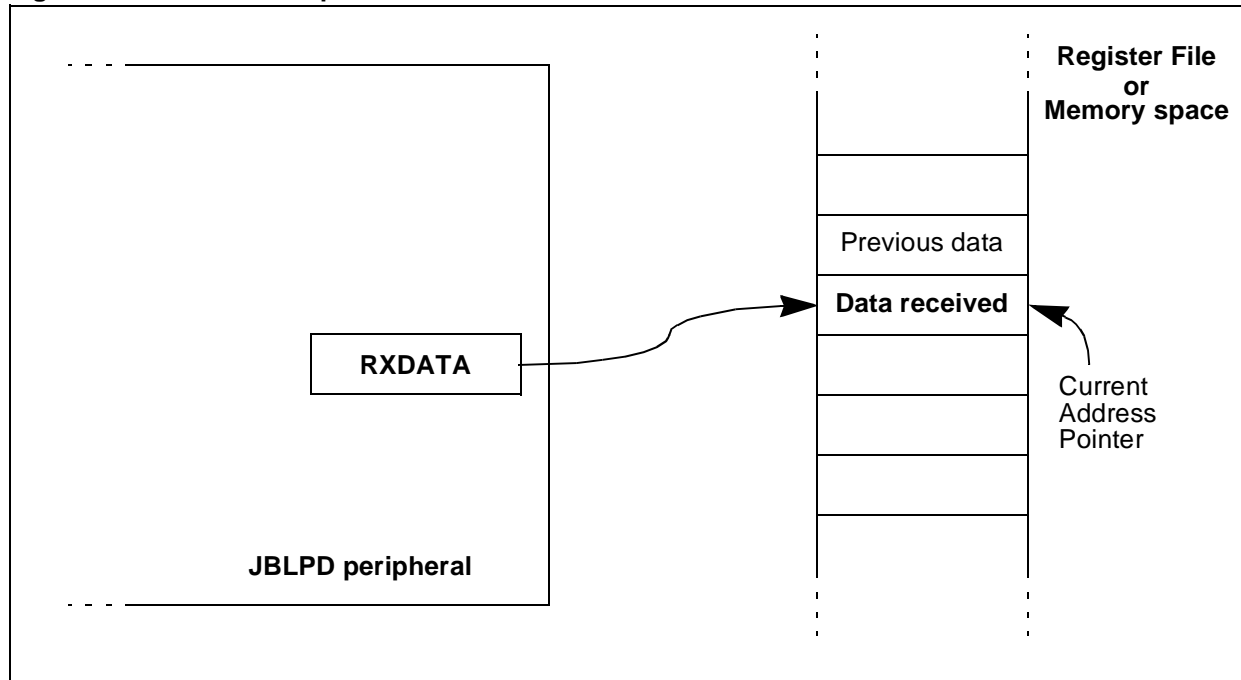 Register File
or
Memory space
Previous data
Data received
RXDATA
Current
Address
Pointer
JBLPD peripheral